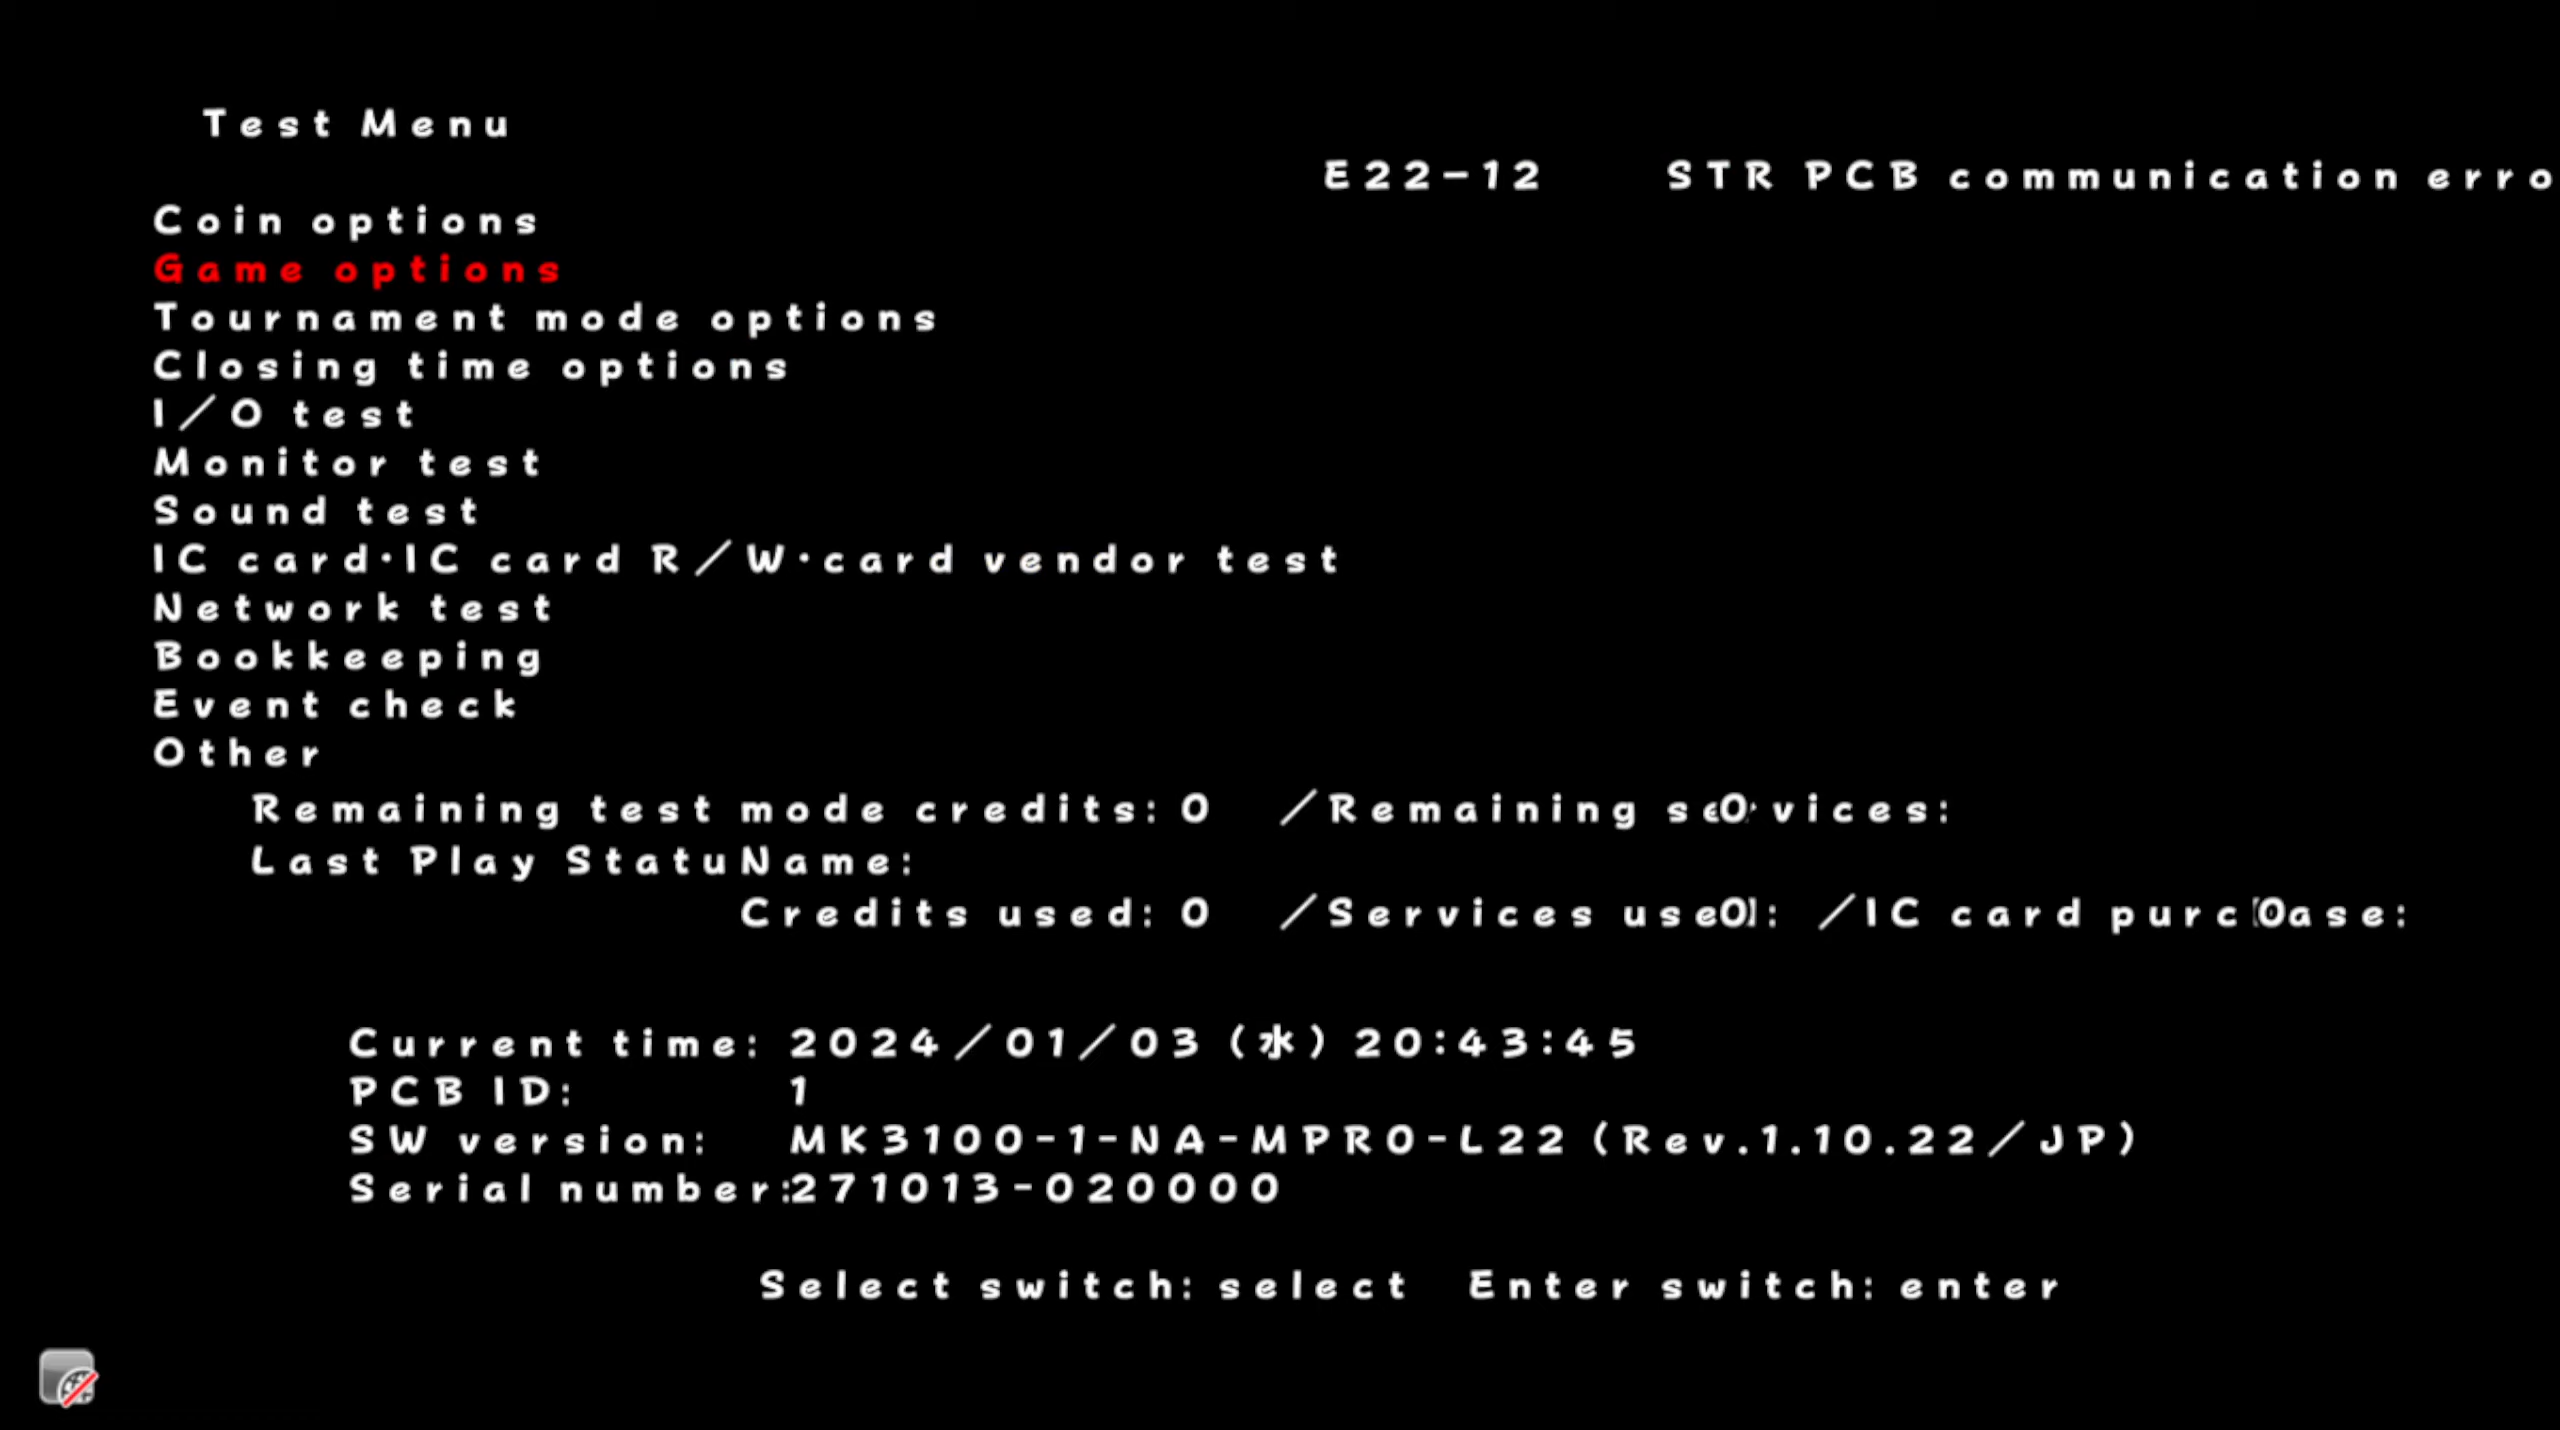 Test Menu
E22-12 STR PCB communication erro
Coin options
Game options
Tournament mode options
Closing time options
I/O test
Monitor test
Sound test
IC card·IC card R/W·card vendor test
Network test
Bookkeeping
Event check
Other
Remaining test mode credits: 0 /Remaining se0vices:
Last Play StatuName:
Credits used: 0 /Services use0: /IC card purc0ase:
Current time: 2024/01/03 (水) 20:43:45
PCB ID: 1
SW version: MK3100-1-NA-MPR0-L22 (Rev.1.10.22/JP)
Serial number:271013-020000
Select switch: select Enter switch: enter